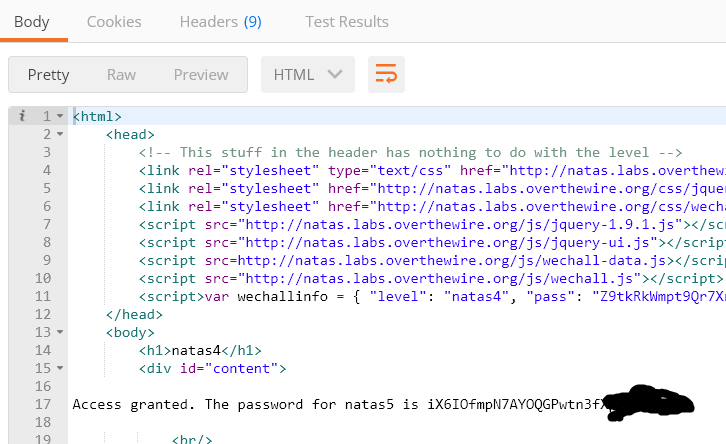 Body Cookies Headers (9) Test Results
Pretty Raw Preview HTML
i 1 <html>
2 <head>
3 <!-- This stuff in the header has nothing to do with the level -->
4 <link rel="stylesheet" type="text/css" href="http://natas.labs.overthewi
5 <link rel="stylesheet" href="http://natas.labs.overthewire.org/css/jque
6 <link rel="stylesheet" href="http://natas.labs.overthewire.org/css/wecha
7 <script src="http://natas.labs.overthewire.org/js/jquery-1.9.1.js"></scr
8 <script src="http://natas.labs.overthewire.org/js/jquery-ui.js"></script
9 <script src=http://natas.labs.overthewire.org/js/wechall-data.js></scrip
10 <script src="http://natas.labs.overthewire.org/js/wechall.js"></script>
11 <script>var wechallinfo = { "level": "natas4", "pass": "Z9tkRkWmpt9Qr7X
12 </head>
13 <body>
14 <h1>natas4</h1>
15 <div id="content">
16
17 Access granted. The password for natas5 is iX6IOfmpN7AYOQGPwtn3f
18
19 <br/>